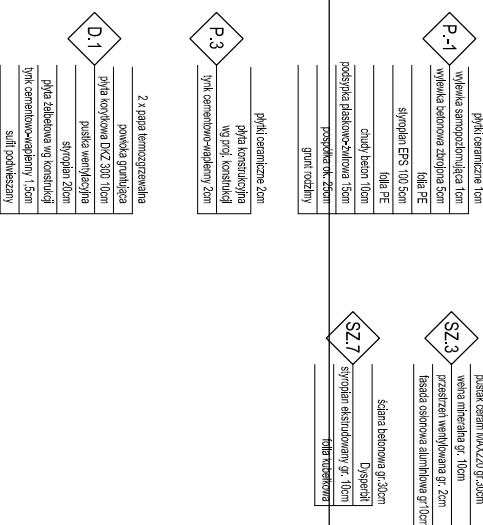 P.-1
płytki ceramiczne 1cm
wylewka samopoziomująca 1cm
wylewka betonowa zbrojona 5cm
folia PE
styropian EPS 100 5cm
folia PE
chudy beton 10cm
podsypka piaskowo-żwirowa 15cm
pospółka ok. 25cm
grunt rodzimy
P.3
płytki ceramiczne 2cm
płyta konstrukcyjna
wg proj. konstrukcji
tynk cementowo-wapienny 2cm
D.1
2 x papa termozgrzewalna
powłoka gruntująca
płyta korytkowa DKZ 300 10cm
pustka wentylacyjna
styropian 20cm
płyta żelbetowa wg konstrukcji
tynk cementowo-wapienny 1,5cm
sufit podwieszany
SZ.3
pustak ceram MAX220 gr.30cm
wełna mineralna gr. 10cm
przestrzeń wentylowana gr. 2cm
fasada osłonowa aluminiowa gr10cm
SZ.7
ściana betonowa gr.30cm
Dysperbit
styropian ekstrudowany gr. 10cm
folia kubełkowa